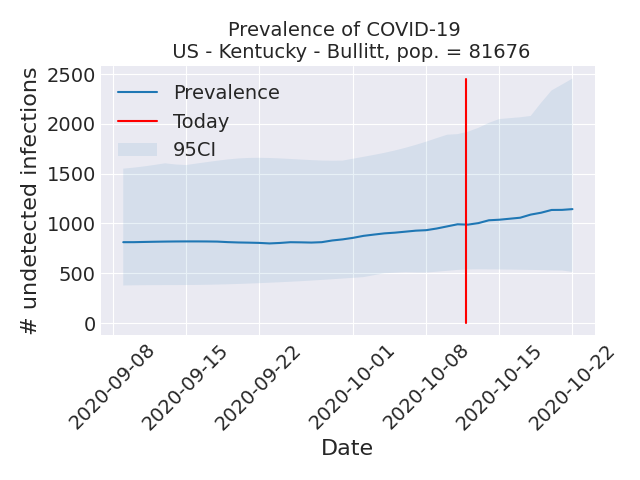 Prevalence of COVID-19
US - Kentucky - Bullitt, pop. = 81676
# undetected infections
2500
2000
1500
1000
500
0
Prevalence
Today
95CI
2020-09-08
2020-09-15
2020-09-22
2020-10-01
2020-10-08
2020-10-15
2020-10-22
Date